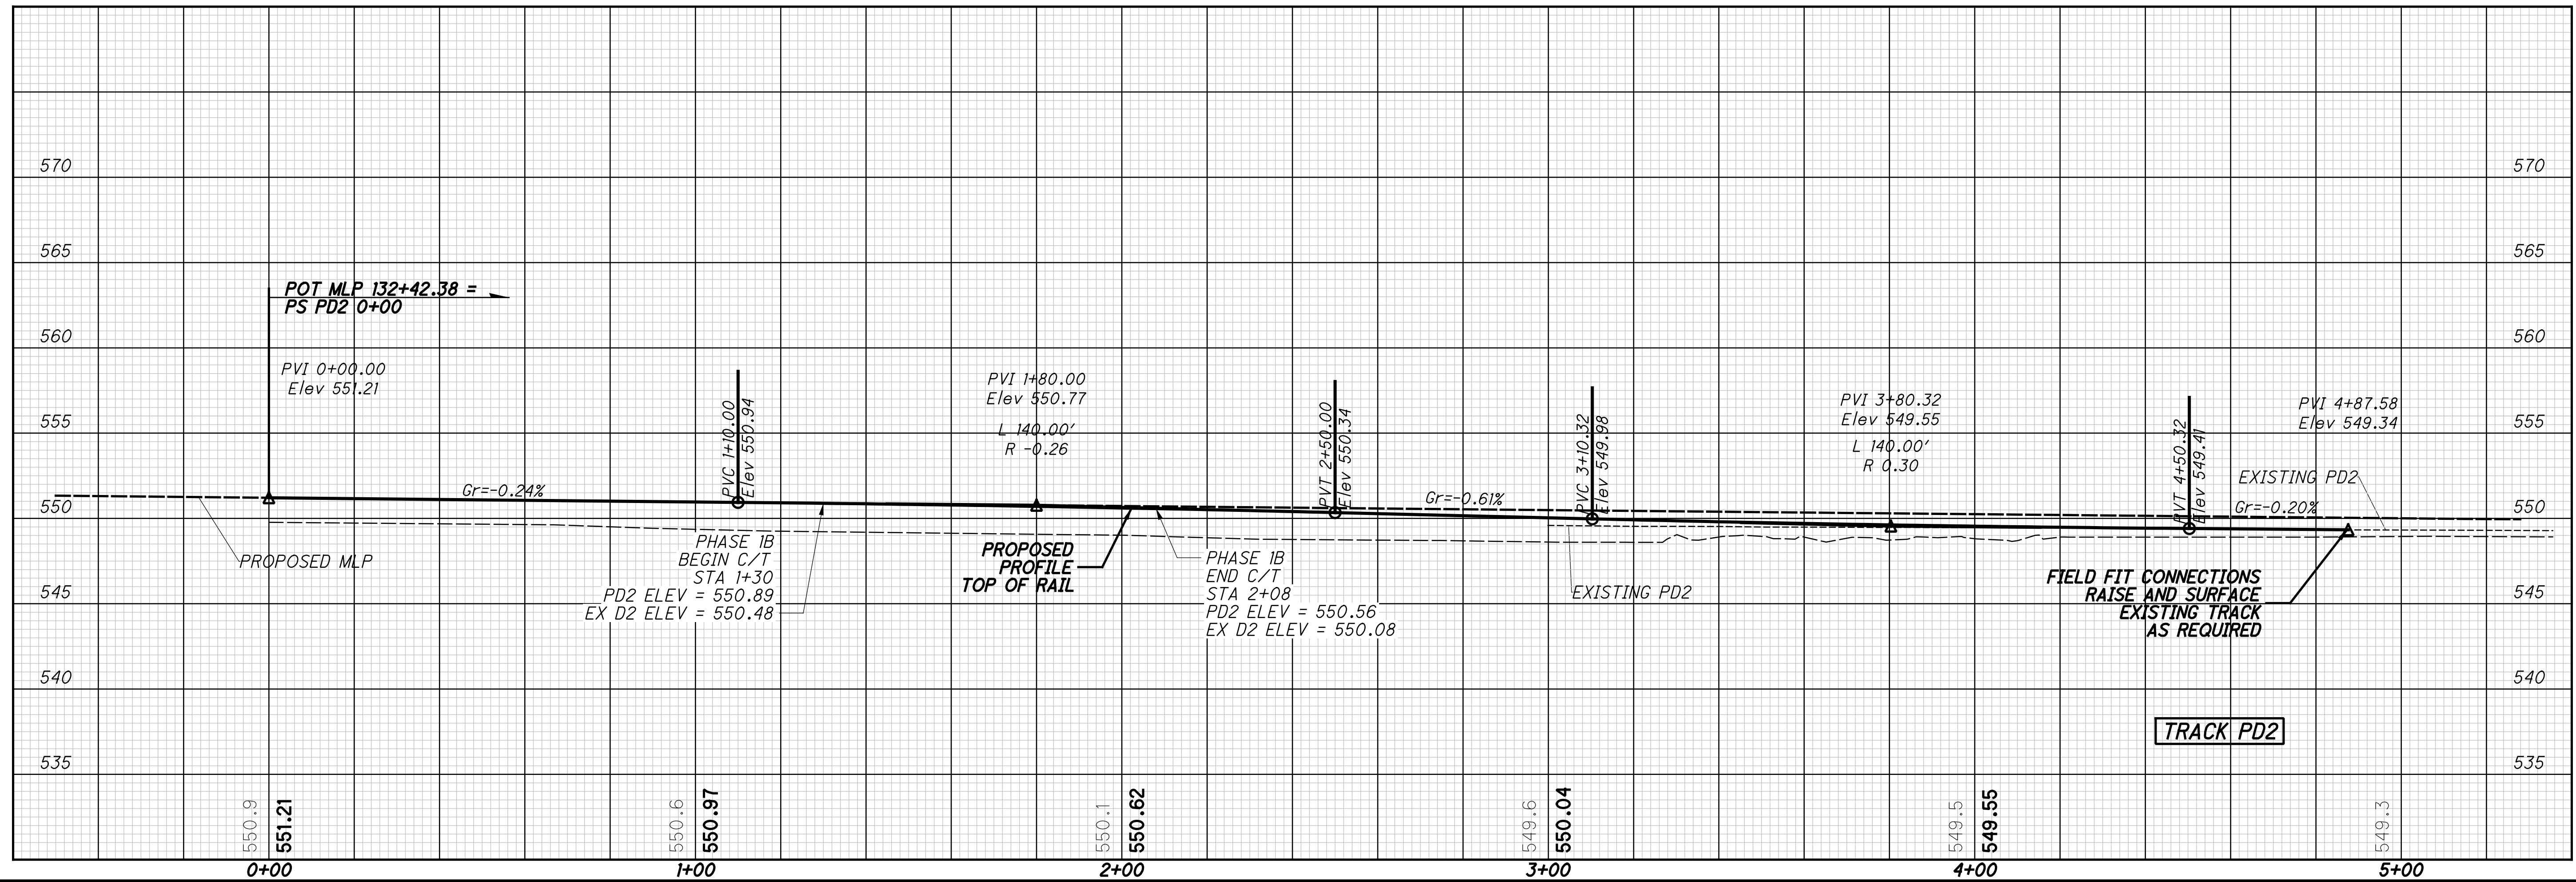 570
570
565
565
POT MLP 132+42.38 =
PS PD2 0+00
560
560
PVI 0+00.00
Elev 551.21
PVI 1+80.00
Elev 550.77
L 140.00'
R -0.26
PVI 3+80.32
Elev 549.55
L 140.00'
R 0.30
PVI 4+87.58
Elev 549.34
555
555
PVC 1+10.00
Elev 550.94
PVT 2+50.00
Elev 550.34
PVC 3+10.32
Elev 549.98
PVT 4+50.32
Elev 549.41
EXISTING PD2
Gr=-0.24%
Gr=-0.61%
Gr=-0.20%
550
550
PROPOSED MLP
PHASE 1B
BEGIN C/T
STA 1+30
PD2 ELEV = 550.89
EX D2 ELEV = 550.48
PROPOSED
PROFILE
TOP OF RAIL
PHASE 1B
END C/T
STA 2+08
PD2 ELEV = 550.56
EX D2 ELEV = 550.08
EXISTING PD2
FIELD FIT CONNECTIONS
RAISE AND SURFACE
EXISTING TRACK
AS REQUIRED
545
545
540
540
TRACK PD2
535
535
550.9
551.21
550.6
550.97
550.1
550.62
549.6
550.04
549.5
549.55
549.3
0+00
1+00
2+00
3+00
4+00
5+00